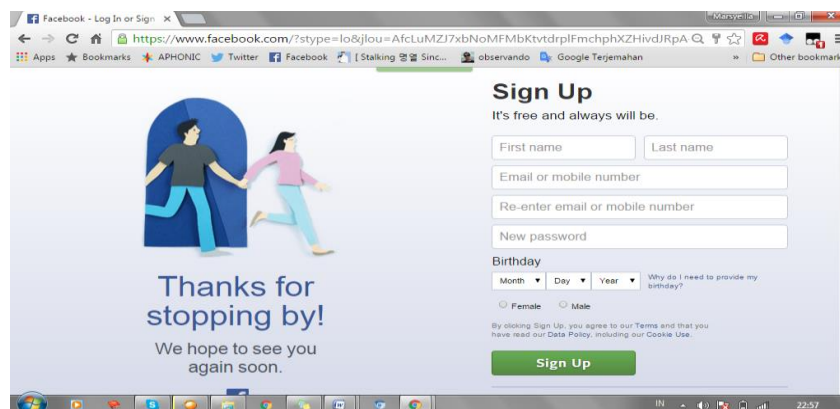 Facebook - Log In or Sign
Marsyella
https://www.facebook.com/?stype=lo&jlou=AfcLuMZJ7xbNoMFMbKtvtdrplFmchphXZHivdJRpA
Apps Bookmarks APHONIC Twitter Facebook [ Stalking 명열 Sinc... observando Google Terjemahan » Other bookmark
Sign Up
It's free and always will be.
First name Last name
Email or mobile number
Re-enter email or mobile number
New password
Birthday
Month Day Year Why do I need to provide my
birthday?
Female Male
By clicking Sign Up, you agree to our Terms and that you
have read our Data Policy, including our Cookie Use.
Sign Up
Thanks for
stopping by!
We hope to see you
again soon.
IN 22:57